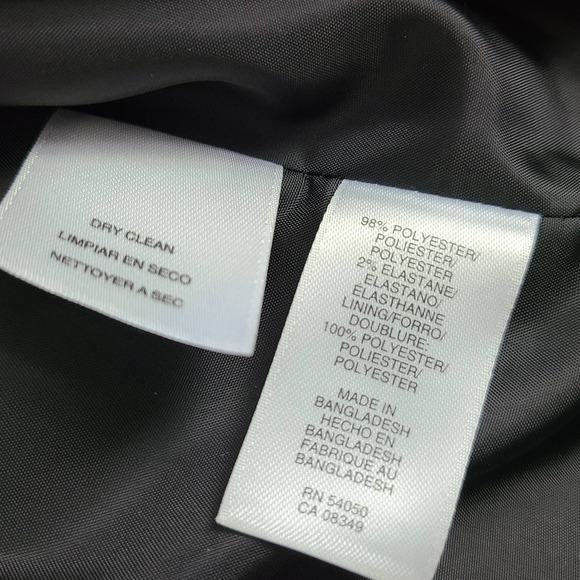 DRY CLEAN
LIMPIAR EN SECO
NETTOYER A SEC
98% POLYESTER/
POLIESTER/
POLYESTER
2% ELASTANE/
ELASTANO/
ELASTHANNE
LINING/FORRO/
DOUBLURE:
100% POLYESTER/
POLIESTER/
POLYESTER
MADE IN
BANGLADESH
HECHO EN
BANGLADESH
FABRIQUE AU
BANGLADESH
RN 54050
CA 08349